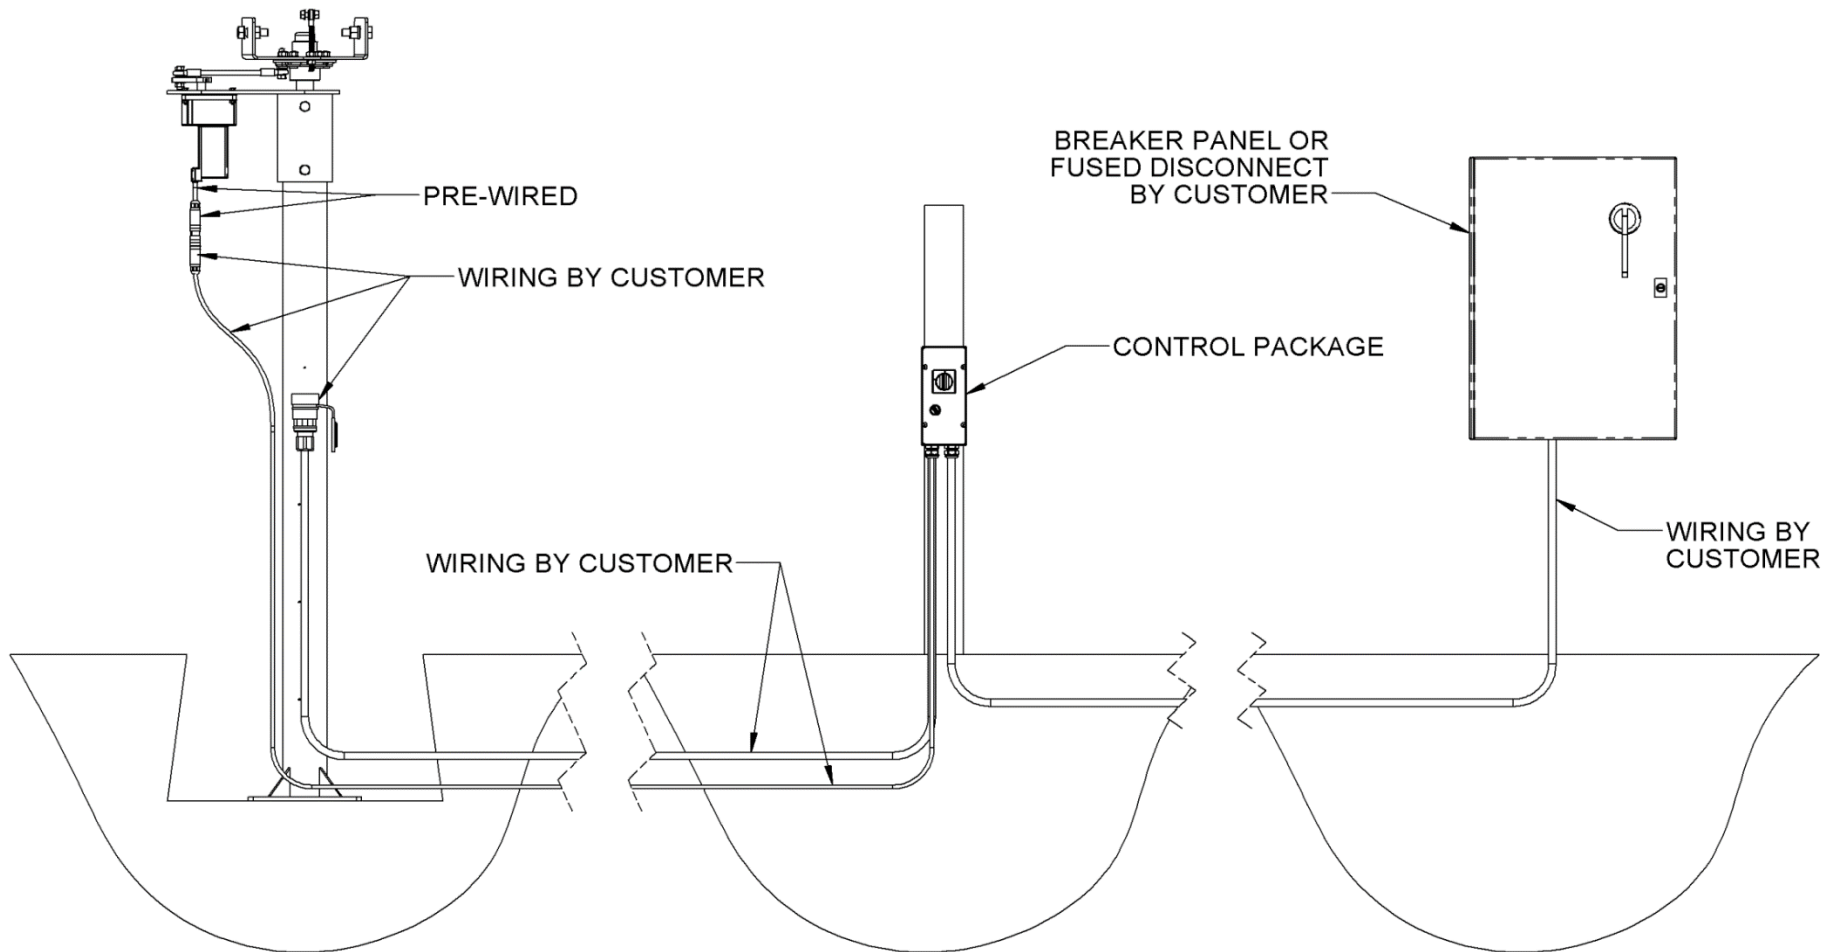 BREAKER PANEL OR
FUSED DISCONNECT
BY CUSTOMER
PRE-WIRED
WIRING BY CUSTOMER
CONTROL PACKAGE
WIRING BY CUSTOMER
WIRING BY
CUSTOMER